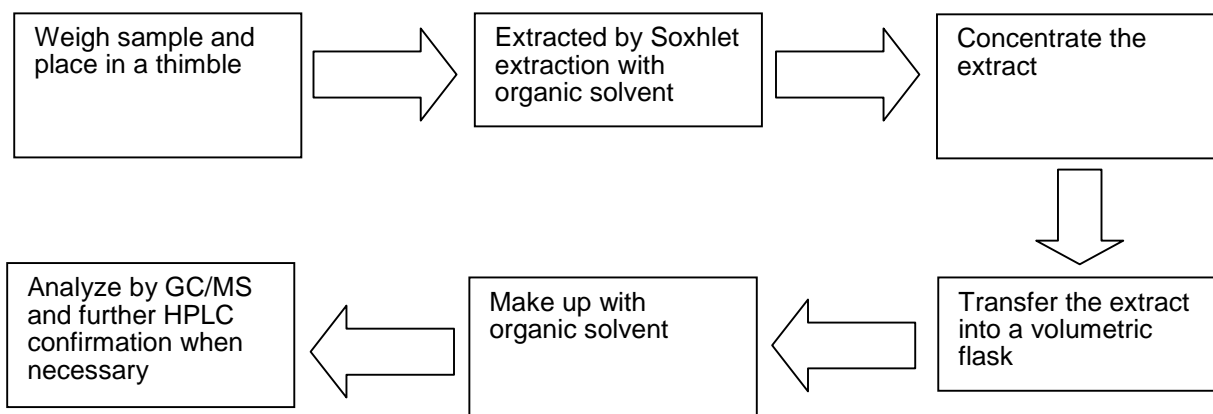 Weigh sample and
place in a thimble
Extracted by Soxhlet
extraction with
organic solvent
Concentrate the
extract
Transfer the extract
into a volumetric
flask
Make up with
organic solvent
Analyze by GC/MS
and further HPLC
confirmation when
necessary